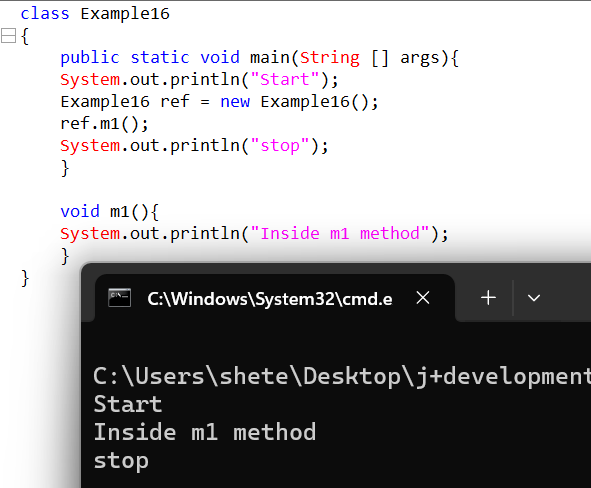 class Example16
{
public static void main(String [] args){
System.out.println("Start");
Example16 ref = new Example16();
ref.m1();
System.out.println("stop");
}
void m1(){
System.out.println("Inside m1 method");
}
}
C:\Windows\System32\cmd.e
C:\Users\shete\Desktop\j+development
Start
Inside m1 method
stop